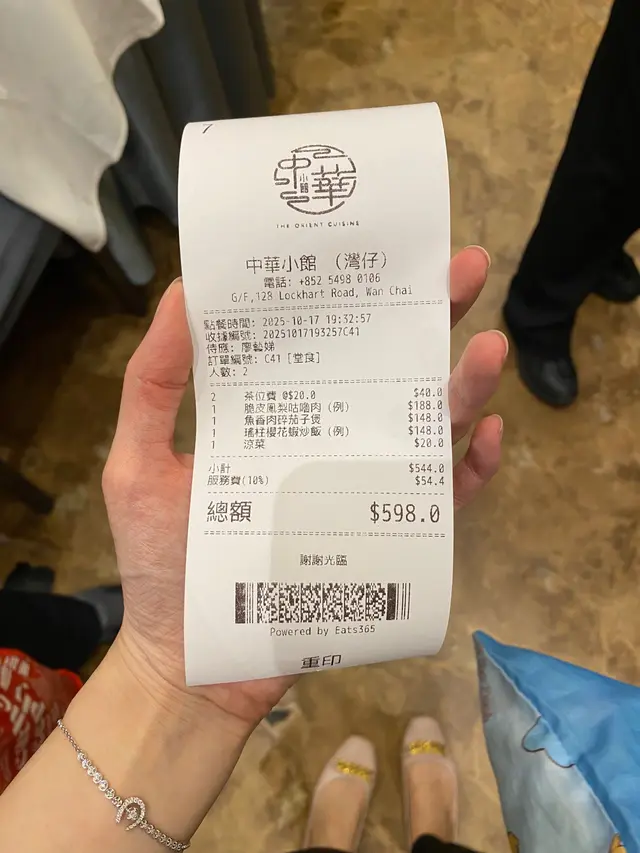 7
中華
小館
THE ORIENT CUISINE
中華小館 (灣仔)
電話: +852 5498 0106
G/F,128 Lockhart Road, Wan Chai
點餐時間: 2025-10-17 19:32:57
收據編號: 20251017193257C41
侍應: 廖藝娣
訂單編號: C41 [堂食]
人數: 2
2 茶位費 @$20.0 $40.0
1 脆皮鳳梨咕嚕肉 (例) $188.0
1 魚香肉碎茄子煲 $148.0
1 瑤柱櫻花蝦炒飯 (例) $148.0
1 涼菜 $20.0
小計 $544.0
服務費(10%) $54.4
總額 $598.0
謝謝光臨
Powered by Eats365
重印